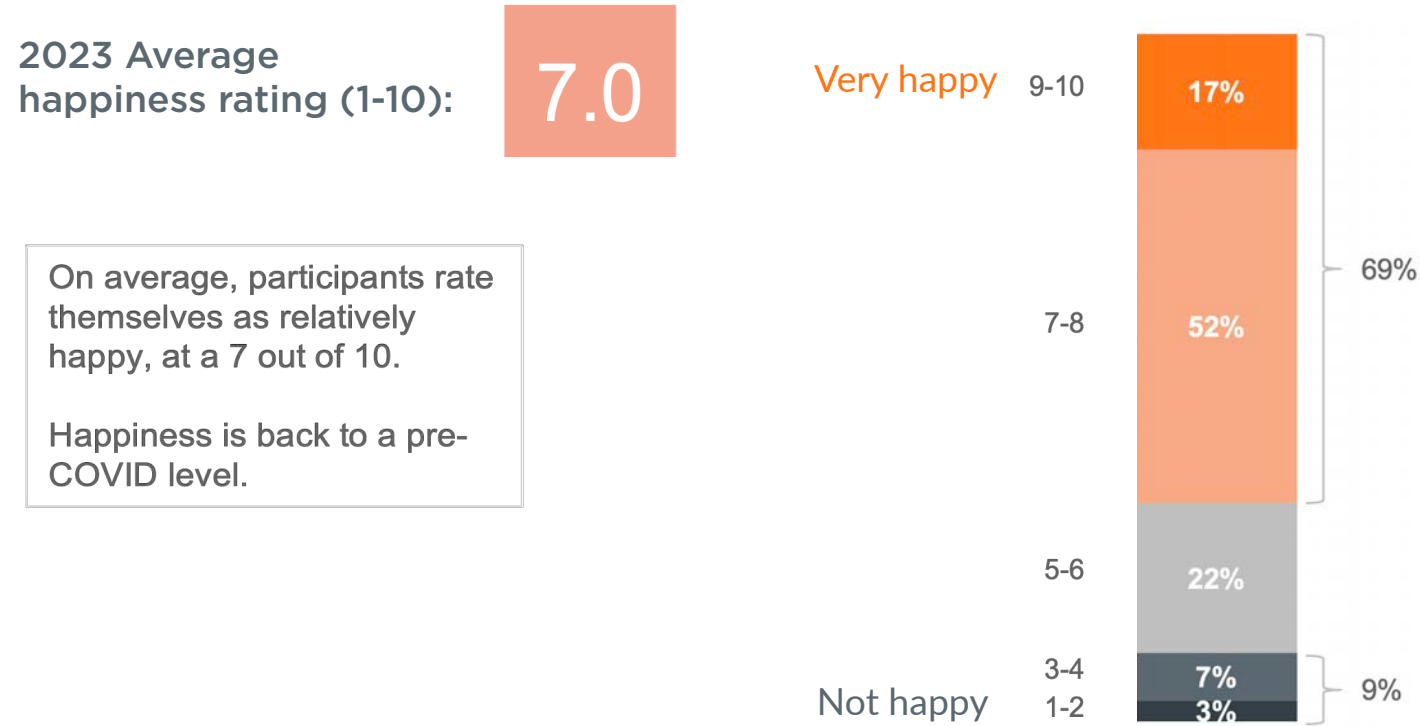 2023 Average
happiness rating (1-10):
7.0
On average, participants rate
themselves as relatively
happy, at a 7 out of 10.
Happiness is back to a pre-
COVID level.
Very happy 9-10 17%
69%
7-8 52%
5-6 22%
3-4 7%
9%
Not happy 1-2 3%